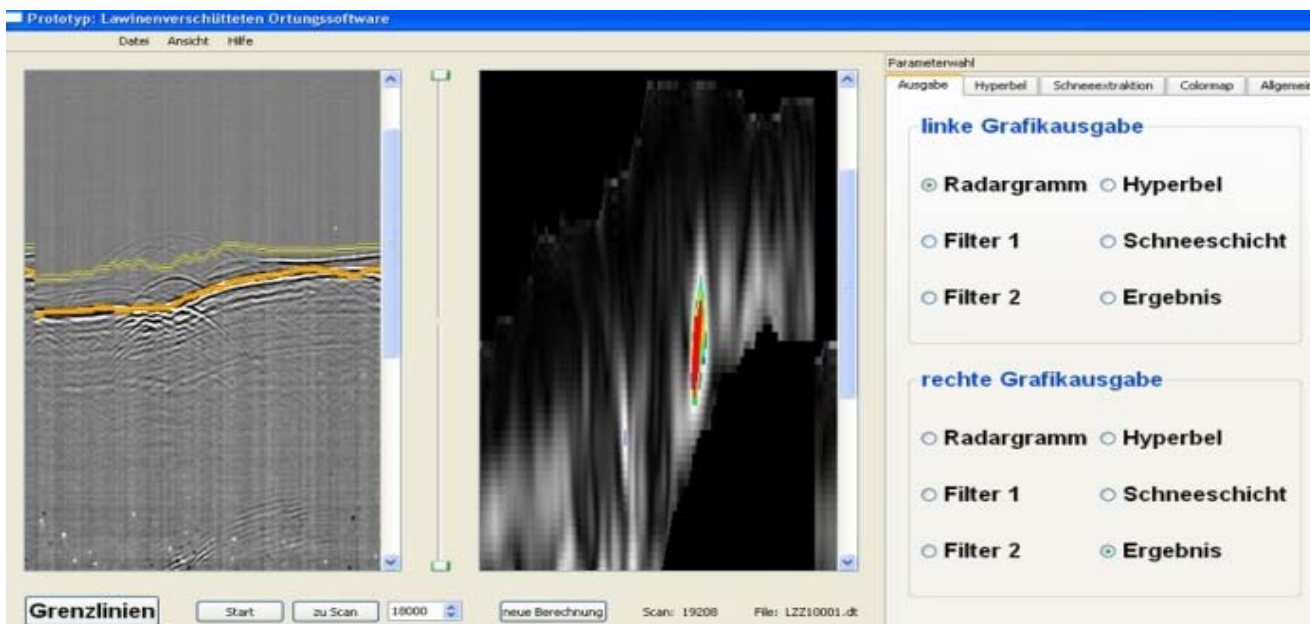 Prototyp: Lawinenverschütteten Ortungssoftware
Datei Ansicht Hilfe
Parameterwahl
Ausgabe Hyperbel Schneeextraktion Colormap Allgemein
linke Grafikausgabe
Radargramm Hyperbel
Filter 1 Schneeschicht
Filter 2 Ergebnis
rechte Grafikausgabe
Radargramm Hyperbel
Filter 1 Schneeschicht
Filter 2 Ergebnis
Grenzlinien Start zu Scan 18000 neue Berechnung Scan: 19208 File: LZZ10001.dt